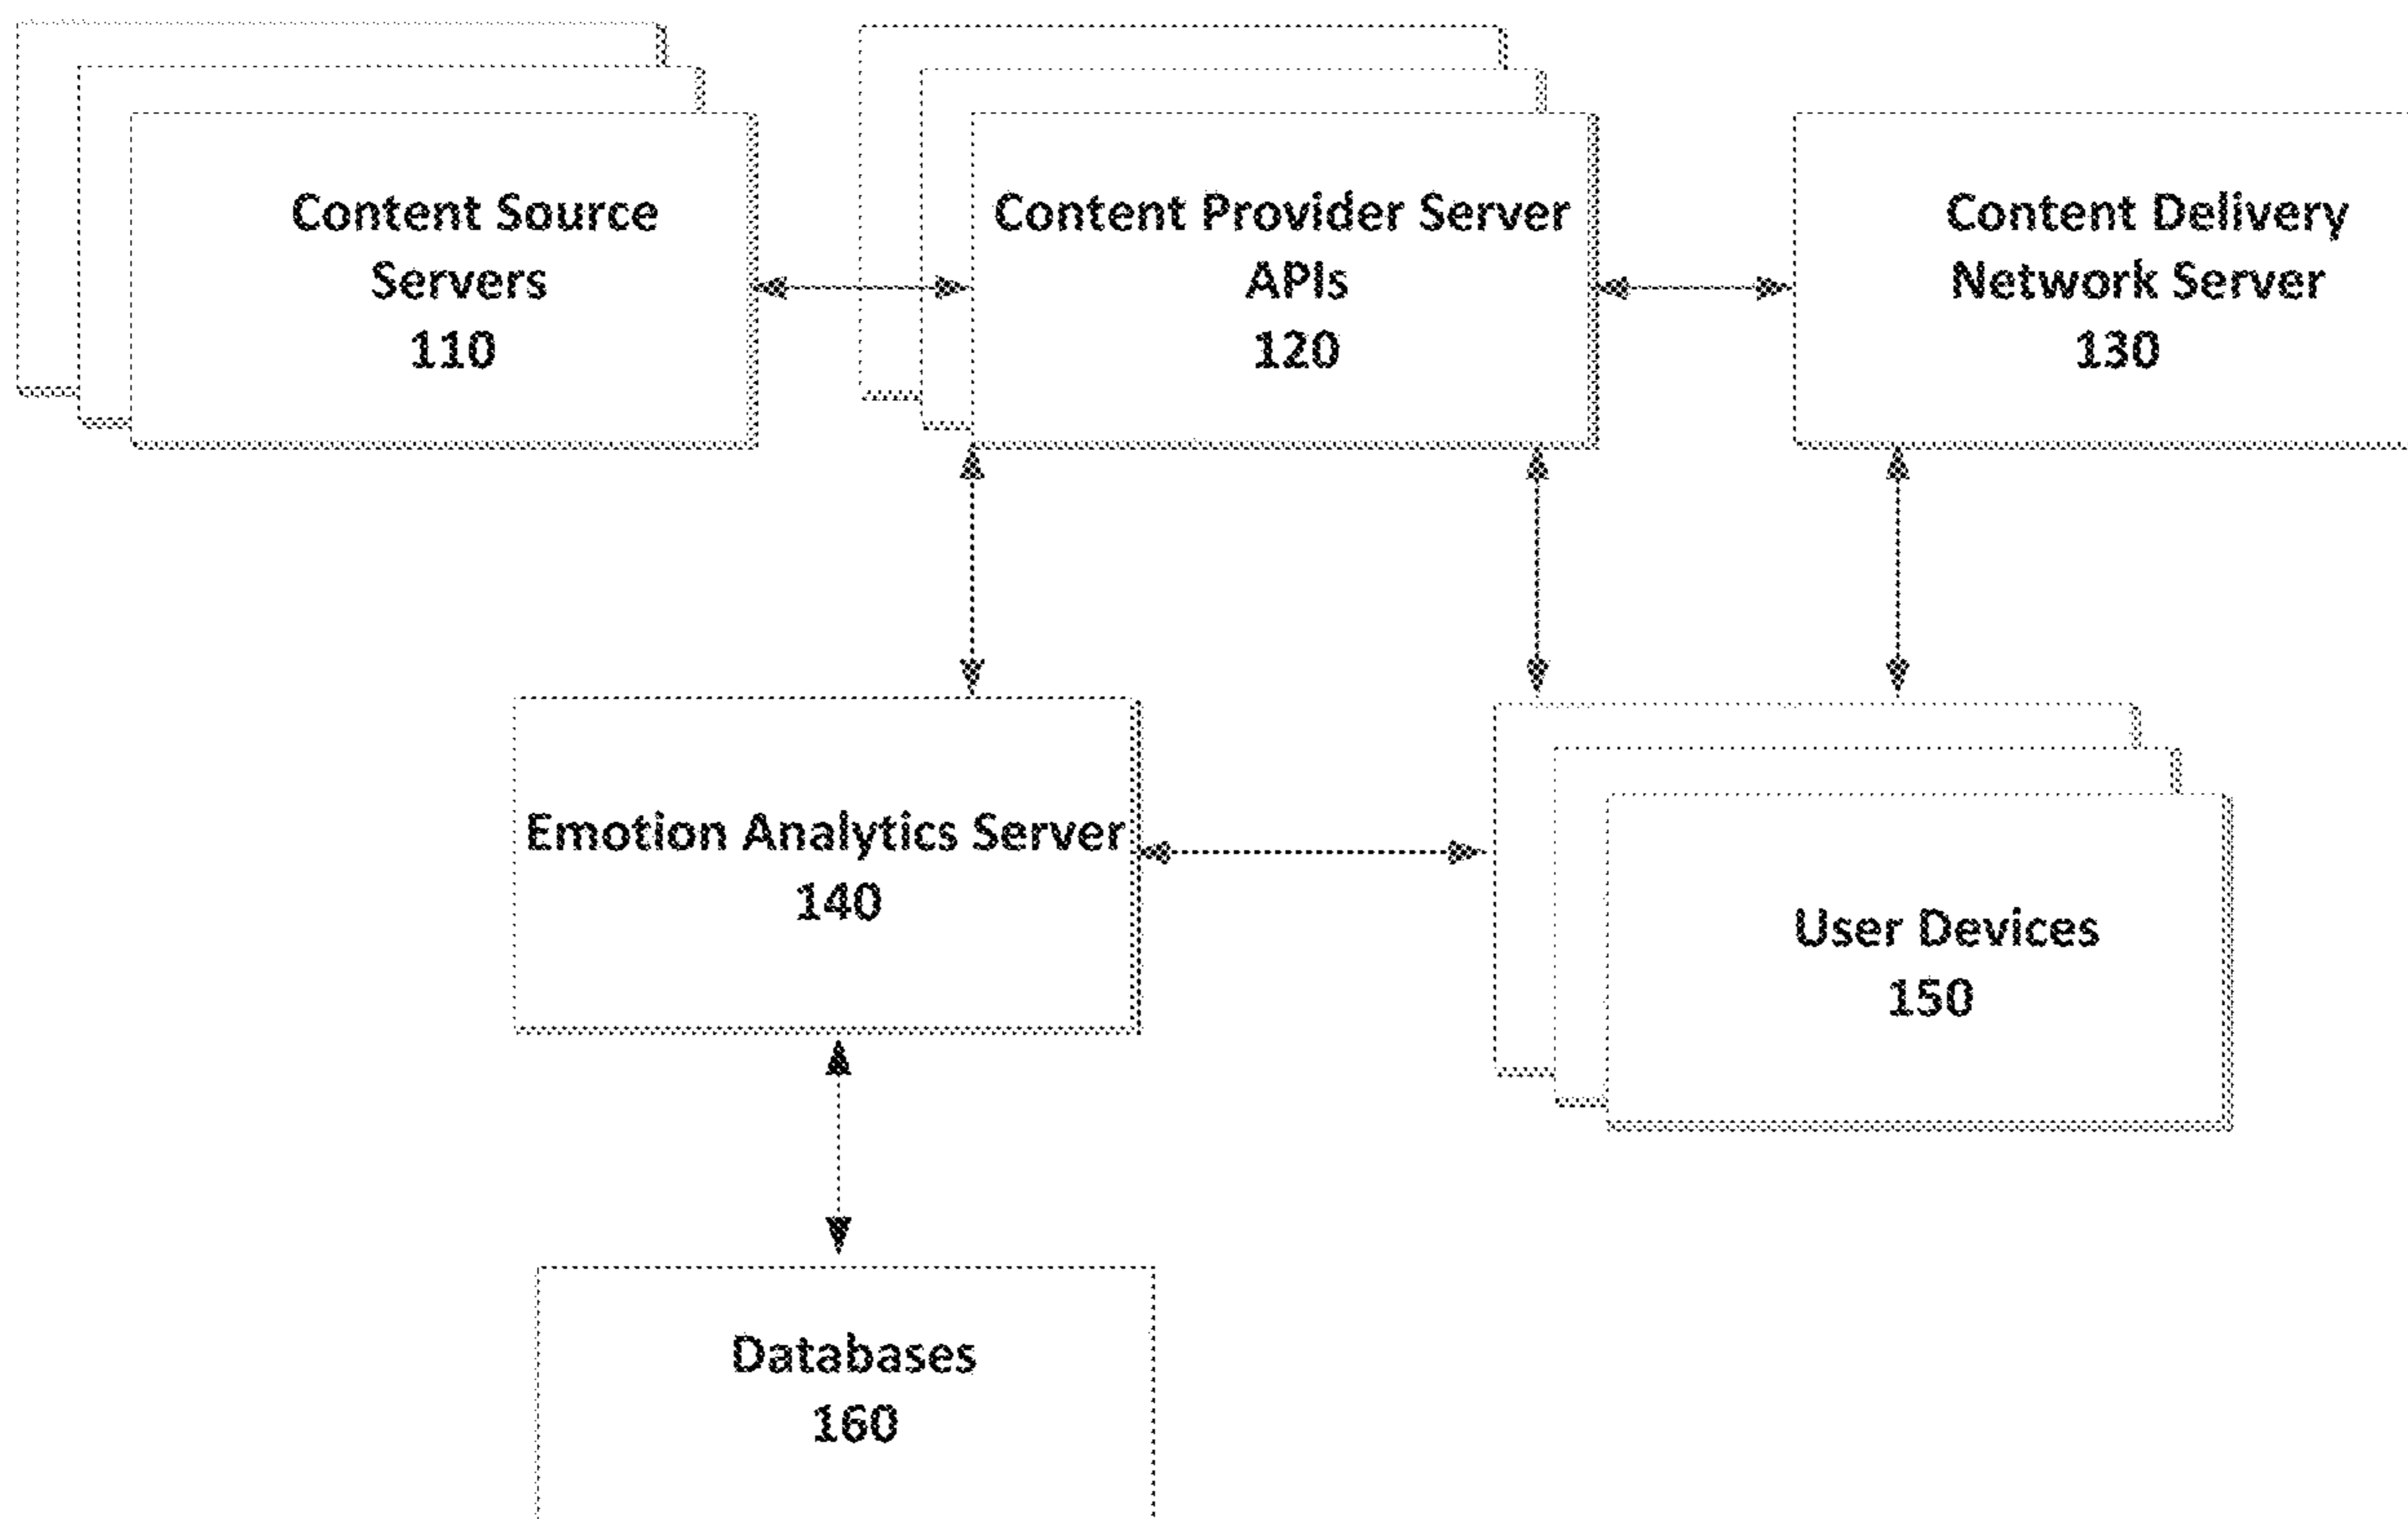 Content Source
Servers
110
Content Provider Server
APIs
120
Content Delivery
Network Server
130
Emotion Analytics Server
140
User Devices
150
Databases
160